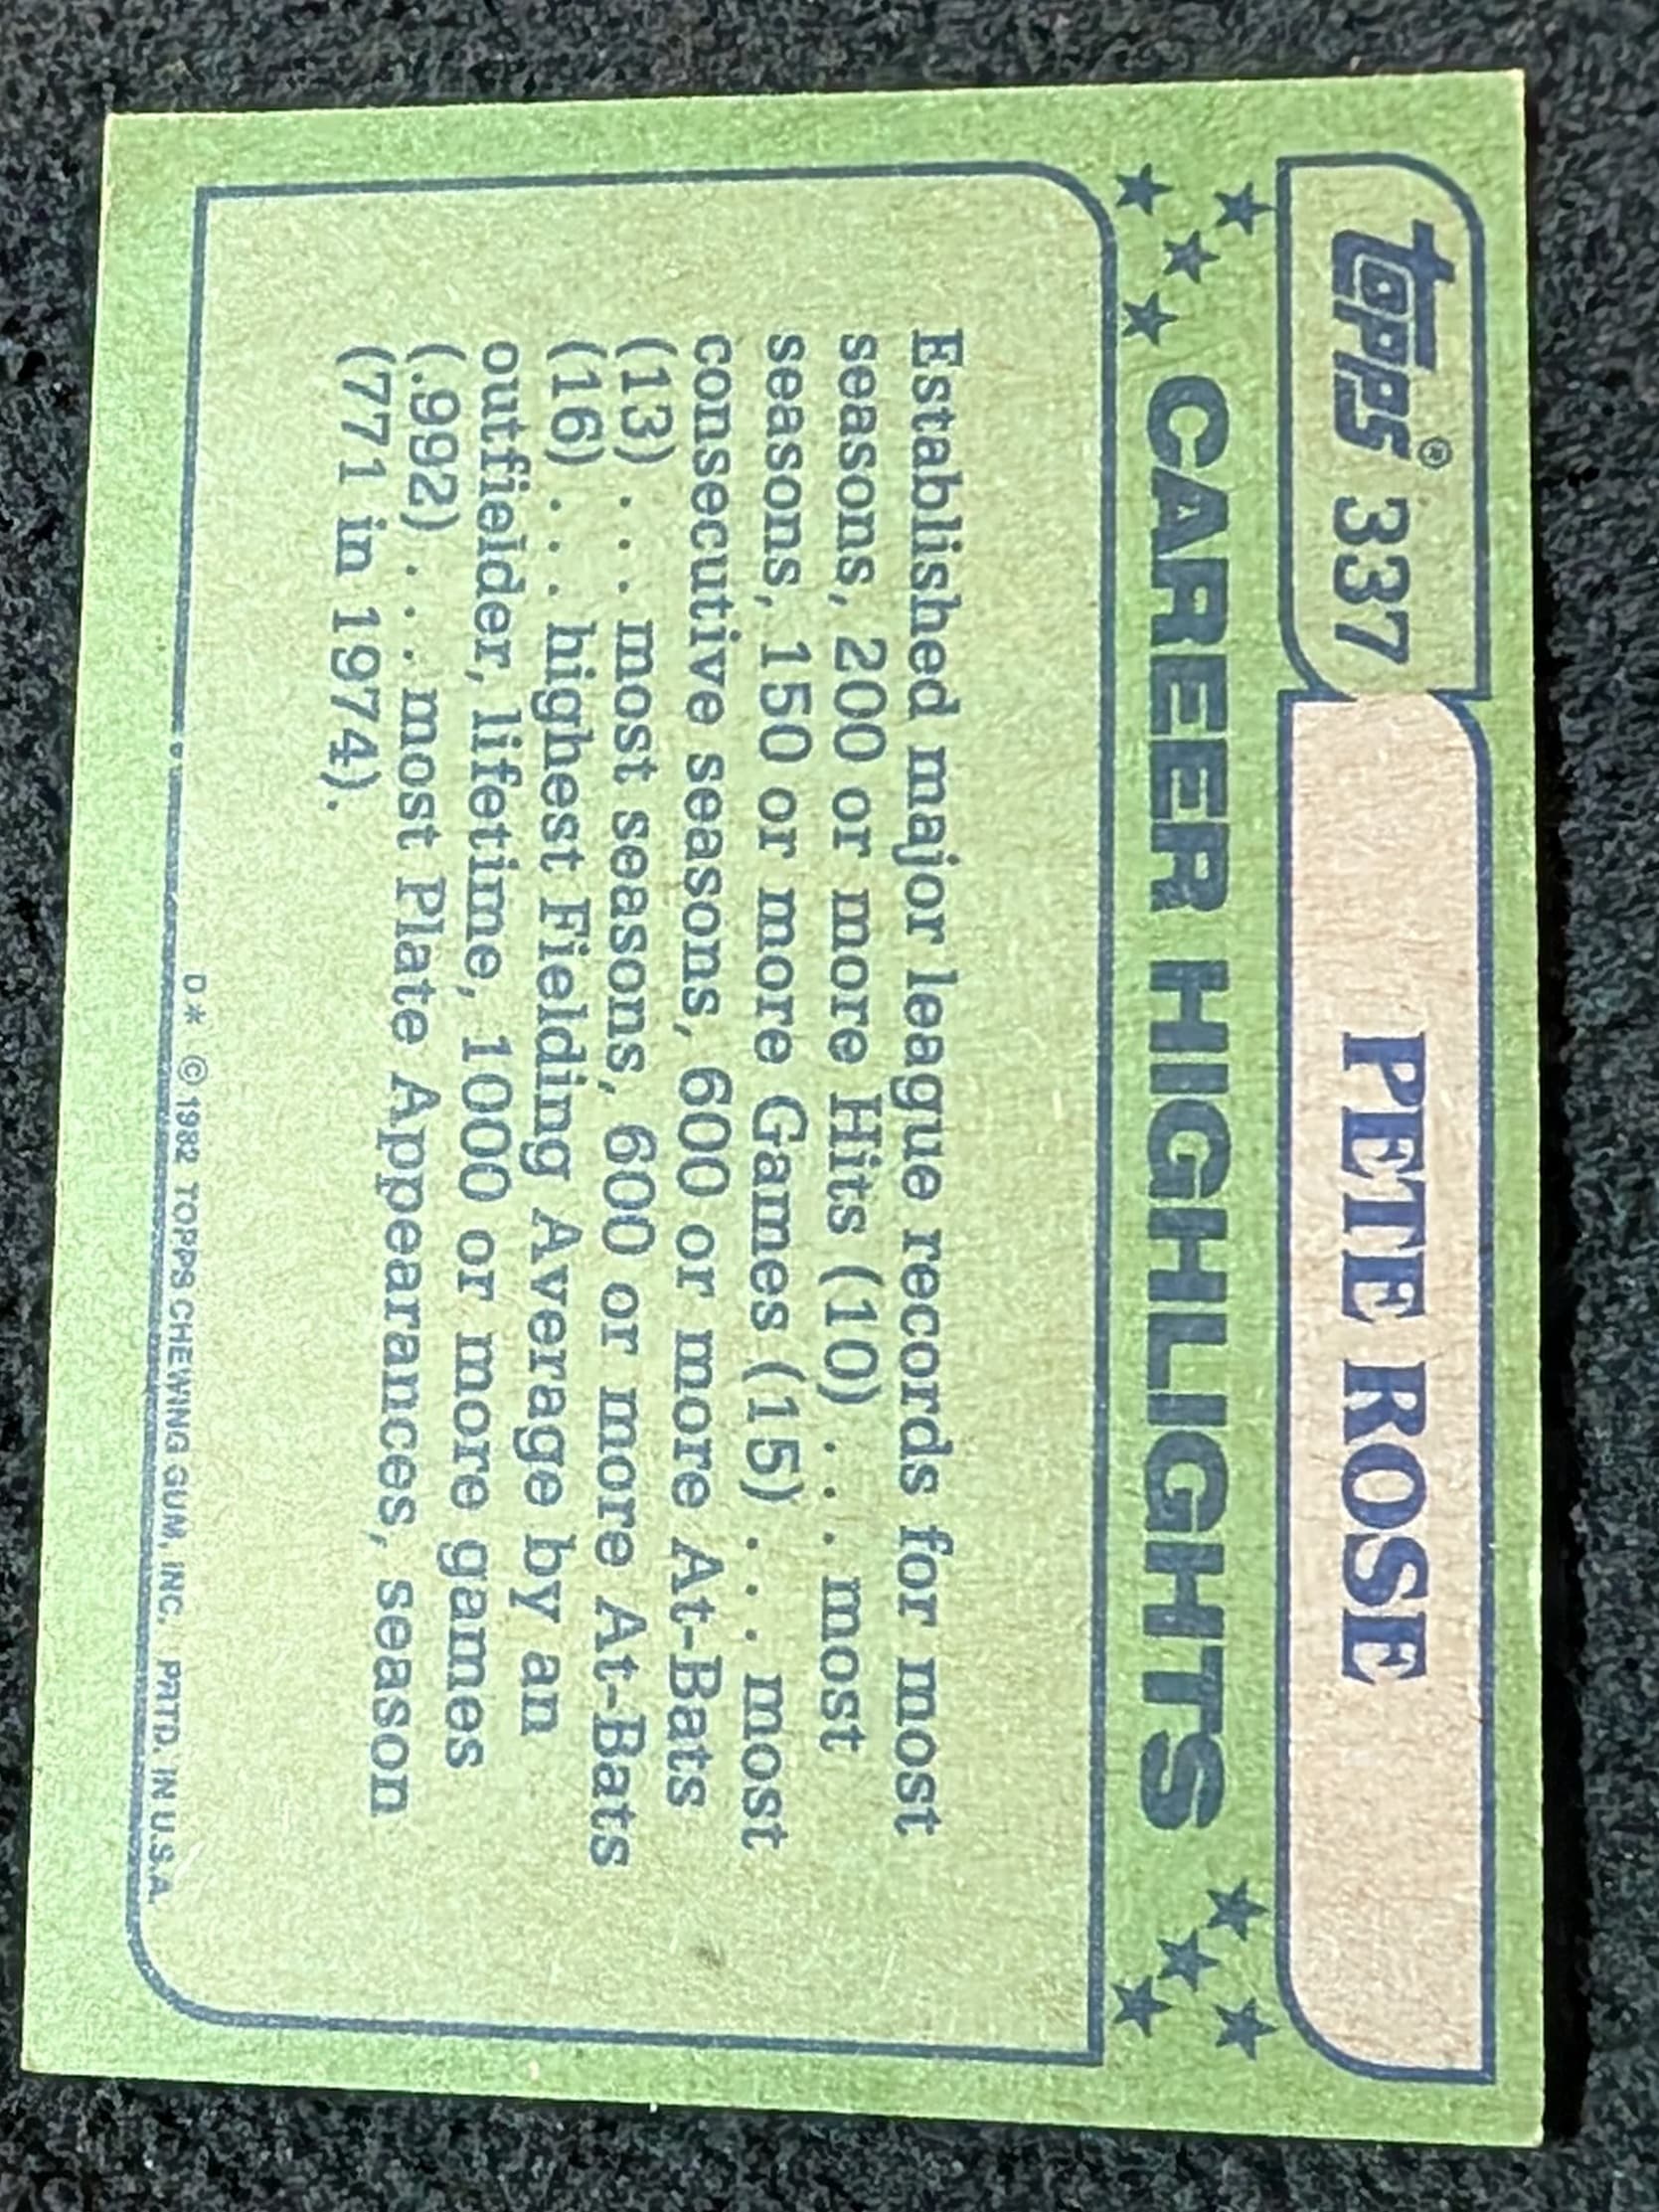 topps® 337 PETE ROSE
CAREER HIGHLIGHTS
Established major league records for most
seasons, 200 or more Hits (10) . . . most
seasons, 150 or more Games (15) . . . most
consecutive seasons, 600 or more At-Bats
(13) . . . most seasons, 600 or more At-Bats
(16) . . . highest Fielding Average by an
outfielder, lifetime, 1000 or more games
(.992) . . . most Plate Appearances, season
(771 in 1974).
D* © 1982 TOPPS CHEWING GUM, INC. PRTD. IN U.S.A.